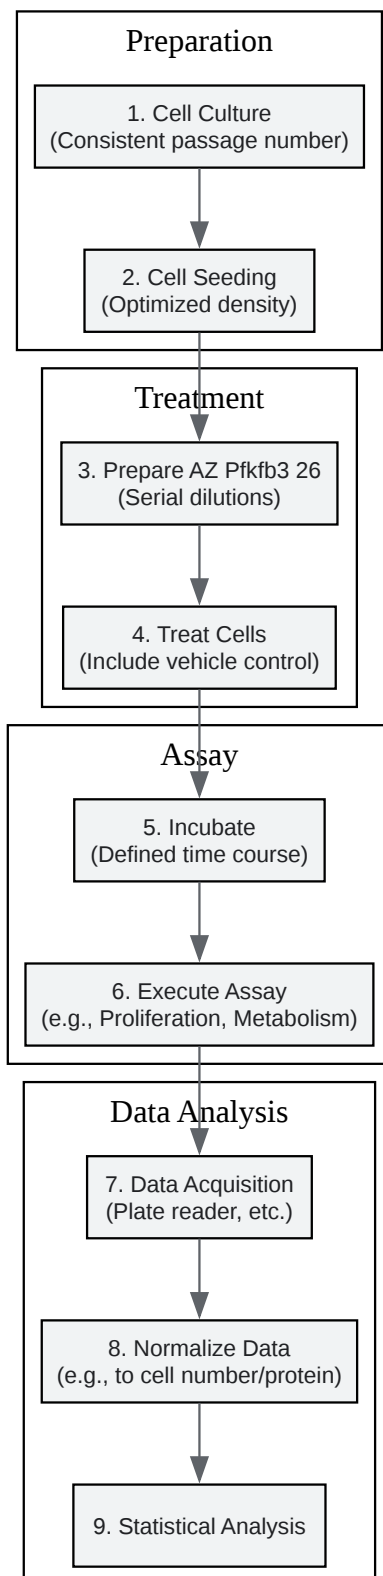 Preparation
1. Cell Culture
(Consistent passage number)
2. Cell Seeding
(Optimized density)
Treatment
3. Prepare AZ Pfkfb3 26
(Serial dilutions)
4. Treat Cells
(Include vehicle control)
Assay
5. Incubate
(Defined time course)
6. Execute Assay
(e.g., Proliferation, Metabolism)
Data Analysis
7. Data Acquisition
(Plate reader, etc.)
8. Normalize Data
(e.g., to cell number/protein)
9. Statistical Analysis